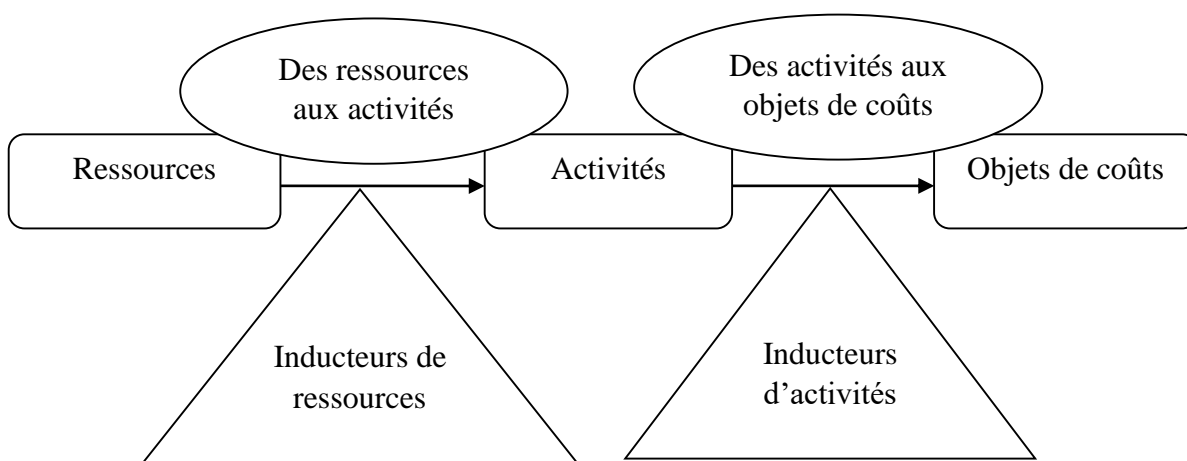 Des ressources
aux activités
Des activités aux
objets de coûts
Ressources
Activités
Objets de coûts
Inducteurs de
ressources
Inducteurs
d’activités